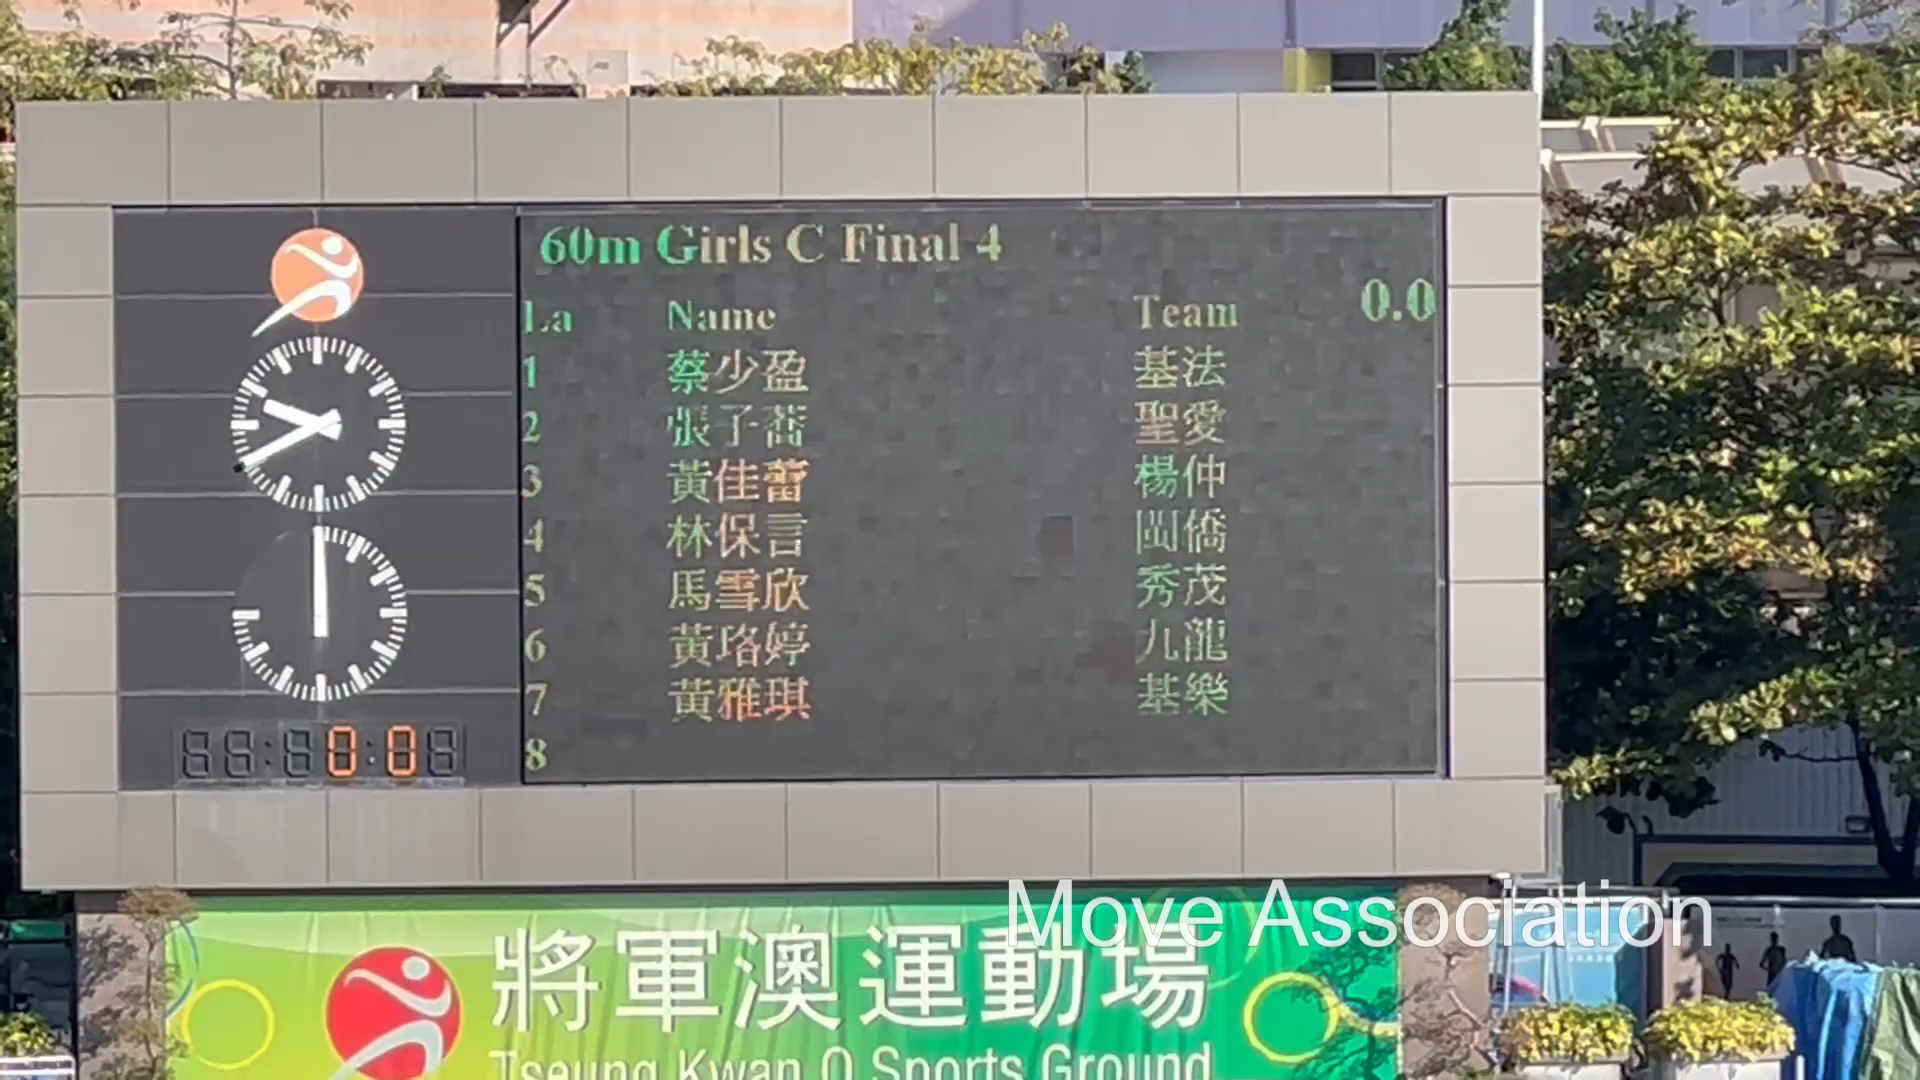 60m Girls C Final 4
0.0
La Name Team
1 蔡少盈 基法
2 張子蕎 聖愛
3 黃佳蕾 楊仲
4 林保言 閩僑
5 馬雪欣 秀茂
6 黃珞婷 九龍
7 黃雅琪 基樂
8
0:0
Move Association
將軍澳運動場
Tseung Kwan O Sports Ground